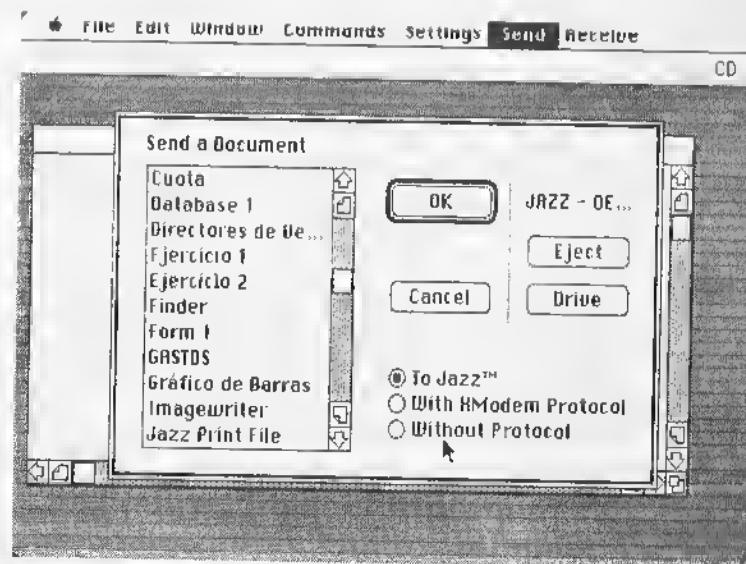 File Edit Window Commands Settings Send Receive
CD
Send a Document
Cuota
Database 1
Directores de Ve...
Ejercicio 1
Ejercicio 2
Finder
Form 1
GASTOS
Gráfico de Barras
Imagewriter
Jazz Print File
OK
Cancel
JAZZ - DE...
Eject
Drive
To Jazz™
With XModem Protocol
Without Protocol